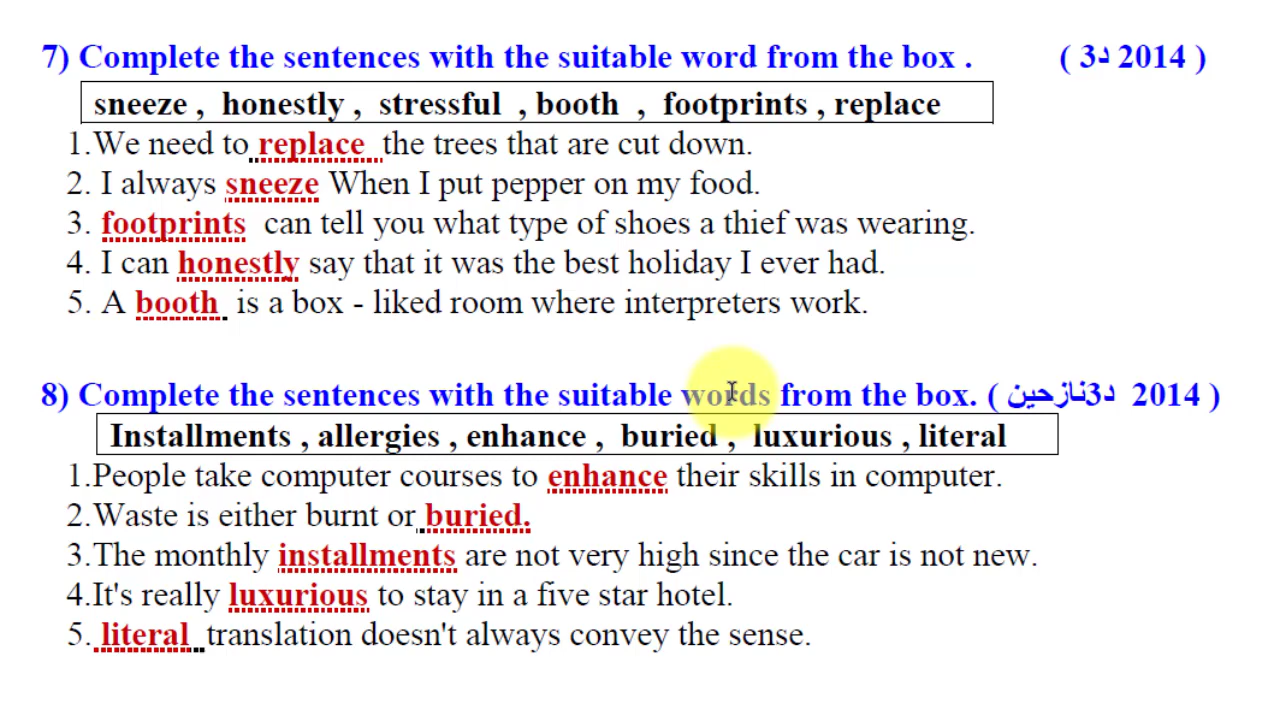 7) Complete the sentences with the suitable word from the box . ( 2014 د3 )
sneeze , honestly , stressful , booth , footprints , replace
1.We need to replace the trees that are cut down.
2. I always sneeze When I put pepper on my food.
3. footprints can tell you what type of shoes a thief was wearing.
4. I can honestly say that it was the best holiday I ever had.
5. A booth is a box - liked room where interpreters work.
8) Complete the sentences with the suitable words from the box. ( 2014 د3نازحين )
Installments , allergies , enhance , buried , luxurious , literal
1.People take computer courses to enhance their skills in computer.
2.Waste is either burnt or buried.
3.The monthly installments are not very high since the car is not new.
4.It's really luxurious to stay in a five star hotel.
5. literal translation doesn't always convey the sense.